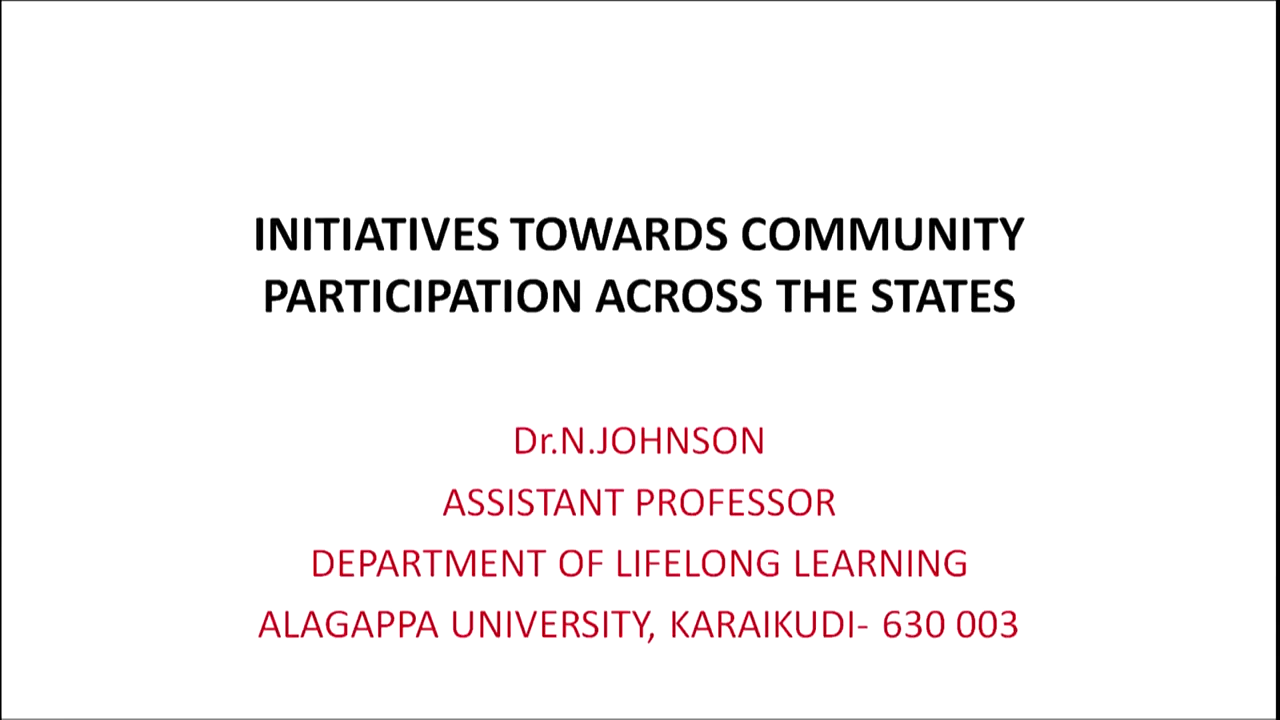 INITIATIVES TOWARDS COMMUNITY
PARTICIPATION ACROSS THE STATES
Dr.N.JOHNSON
ASSISTANT PROFESSOR
DEPARTMENT OF LIFELONG LEARNING
ALAGAPPA UNIVERSITY, KARAIKUDI- 630 003